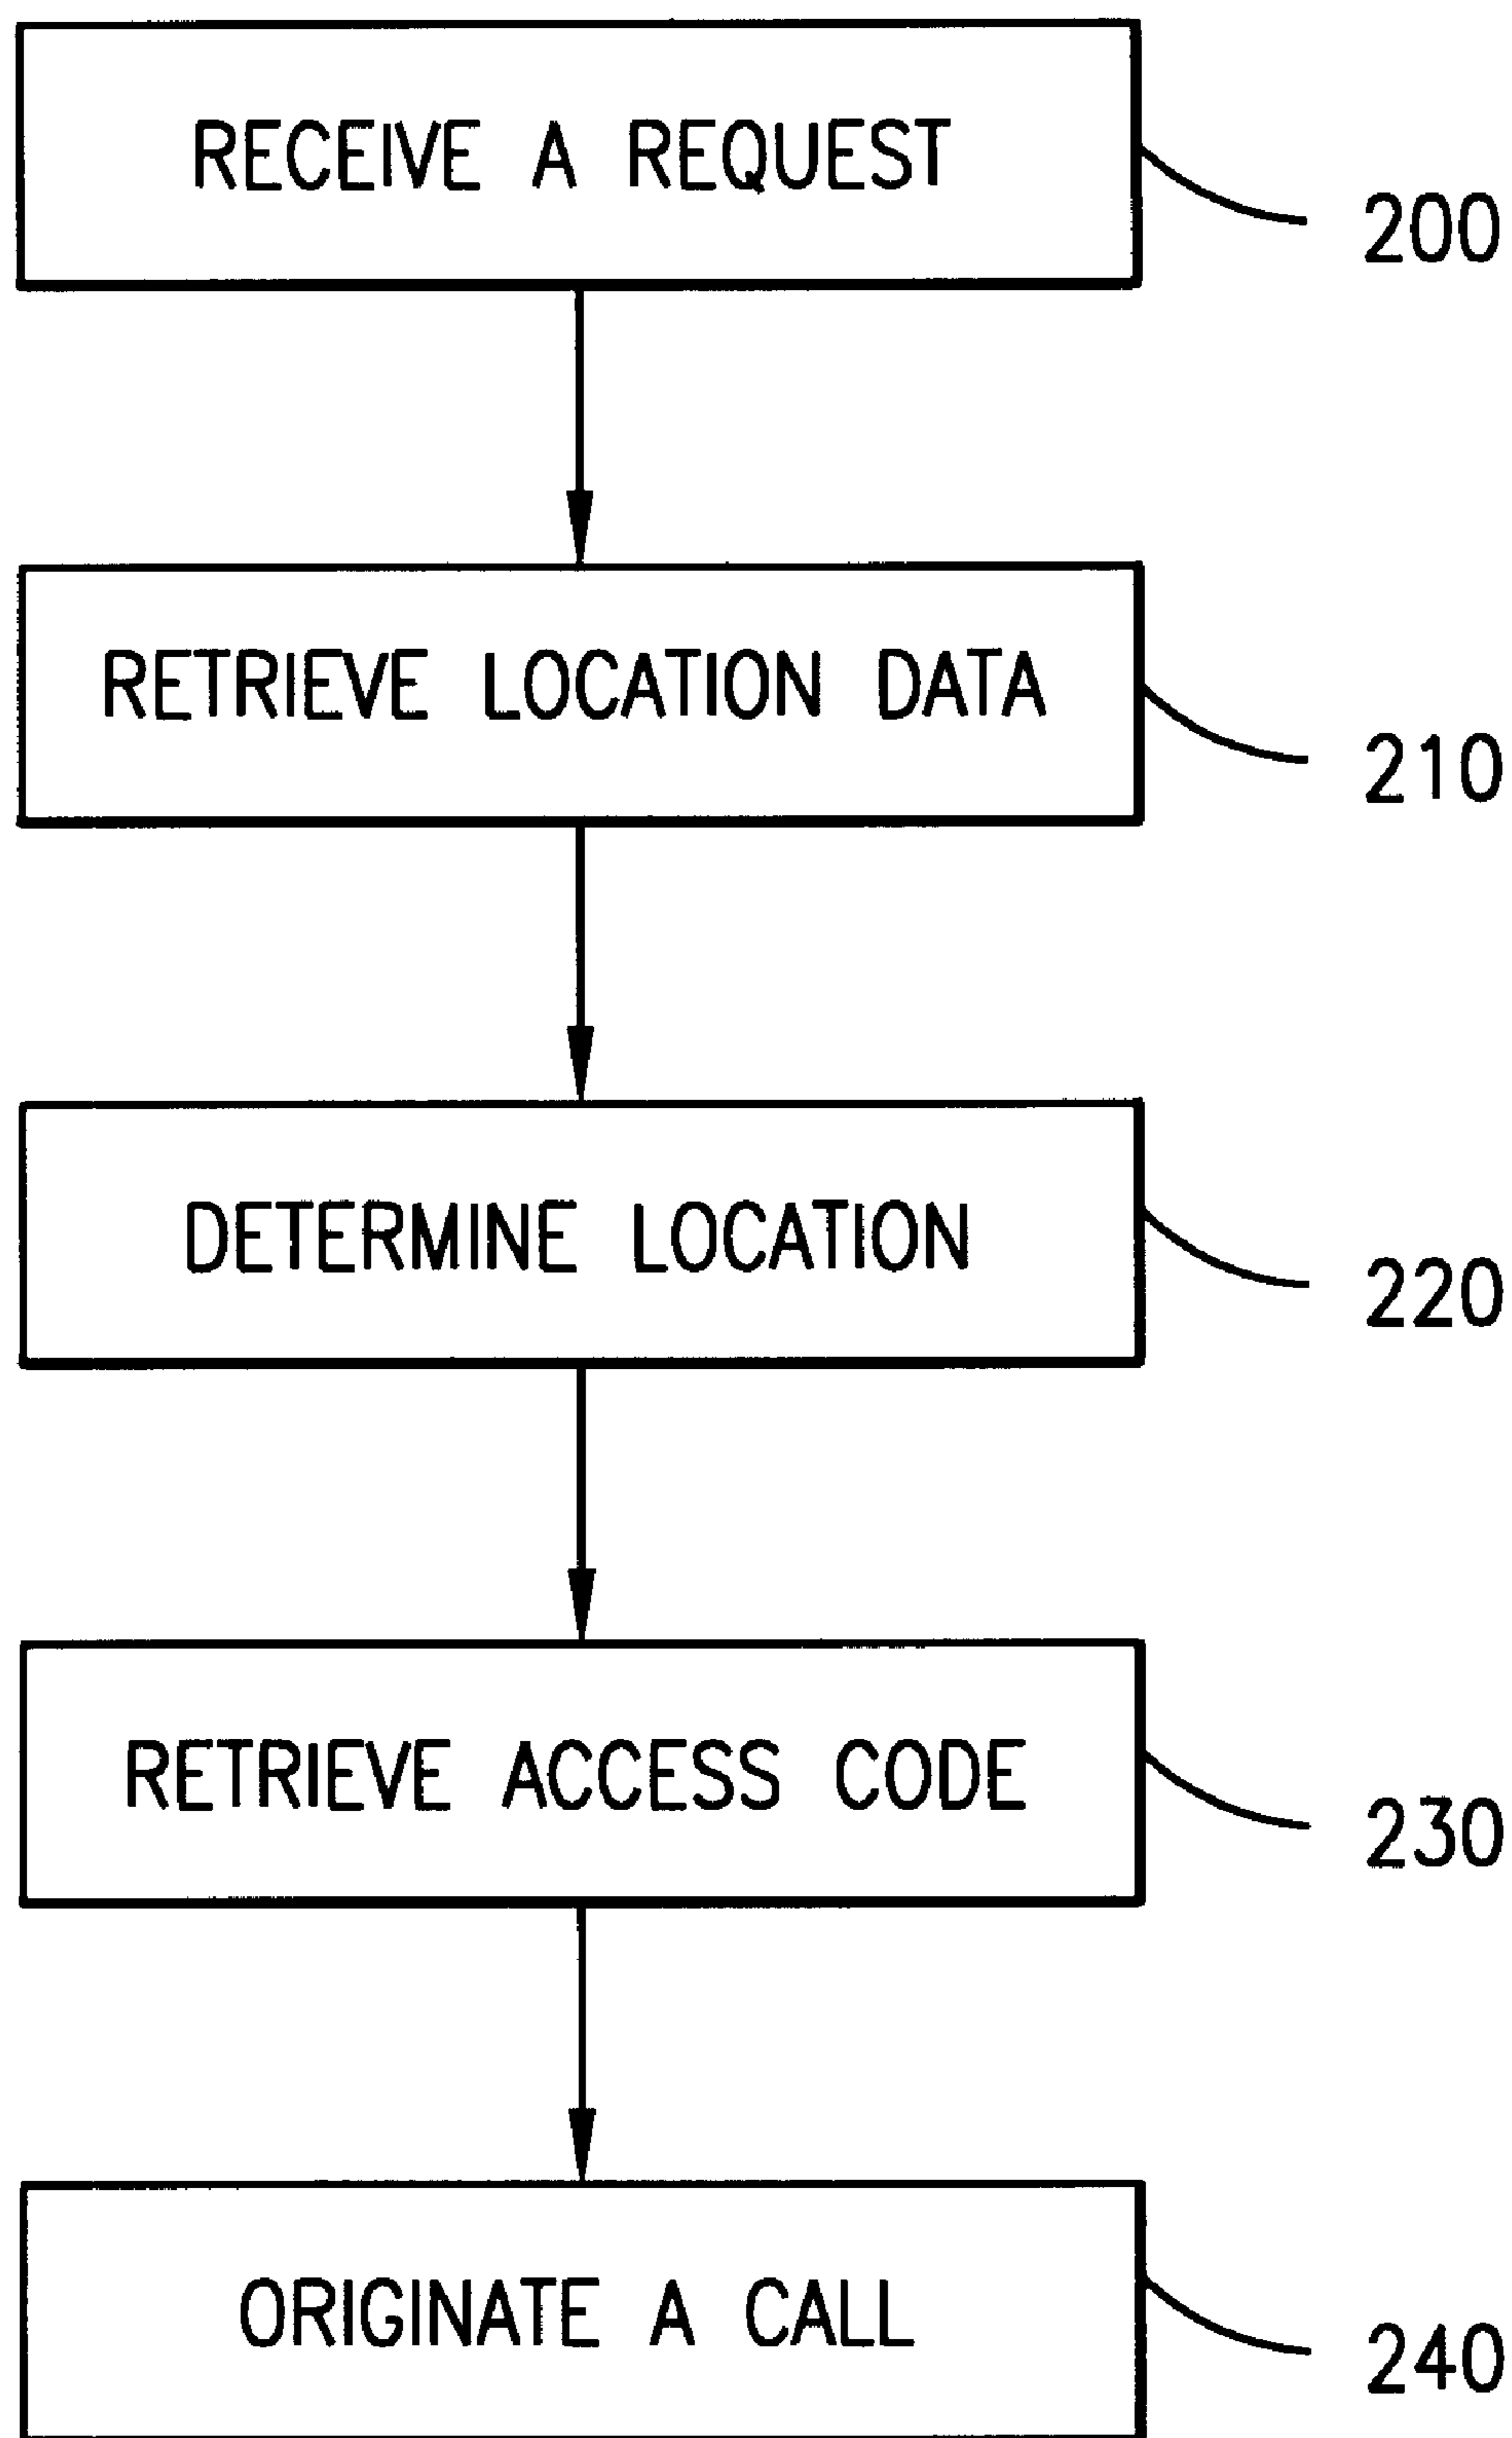 RECEIVE A REQUEST
200
RETRIEVE LOCATION DATA
210
DETERMINE LOCATION
220
RETRIEVE ACCESS CODE
230
ORIGINATE A CALL
240